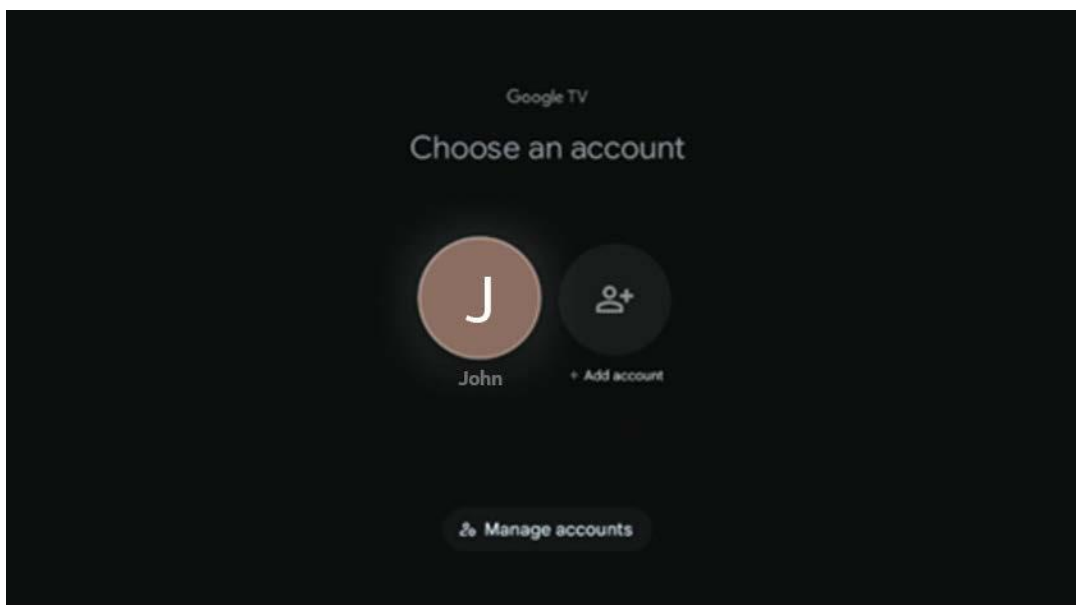 Google TV
Choose an account
J
John
+ Add account
Manage accounts